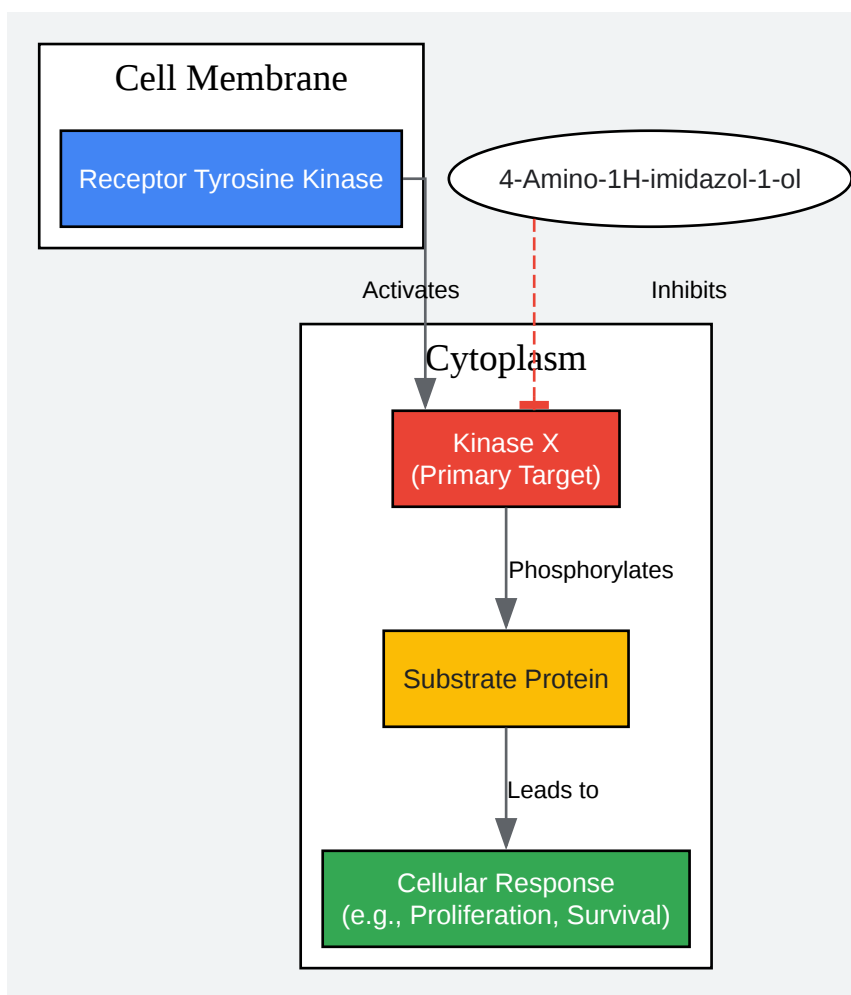 Cell Membrane
Receptor Tyrosine Kinase
4-Amino-1H-imidazol-1-ol
Activates
Inhibits
Cytoplasm
Kinase X
(Primary Target)
Phosphorylates
Substrate Protein
Leads to
Cellular Response
(e.g., Proliferation, Survival)